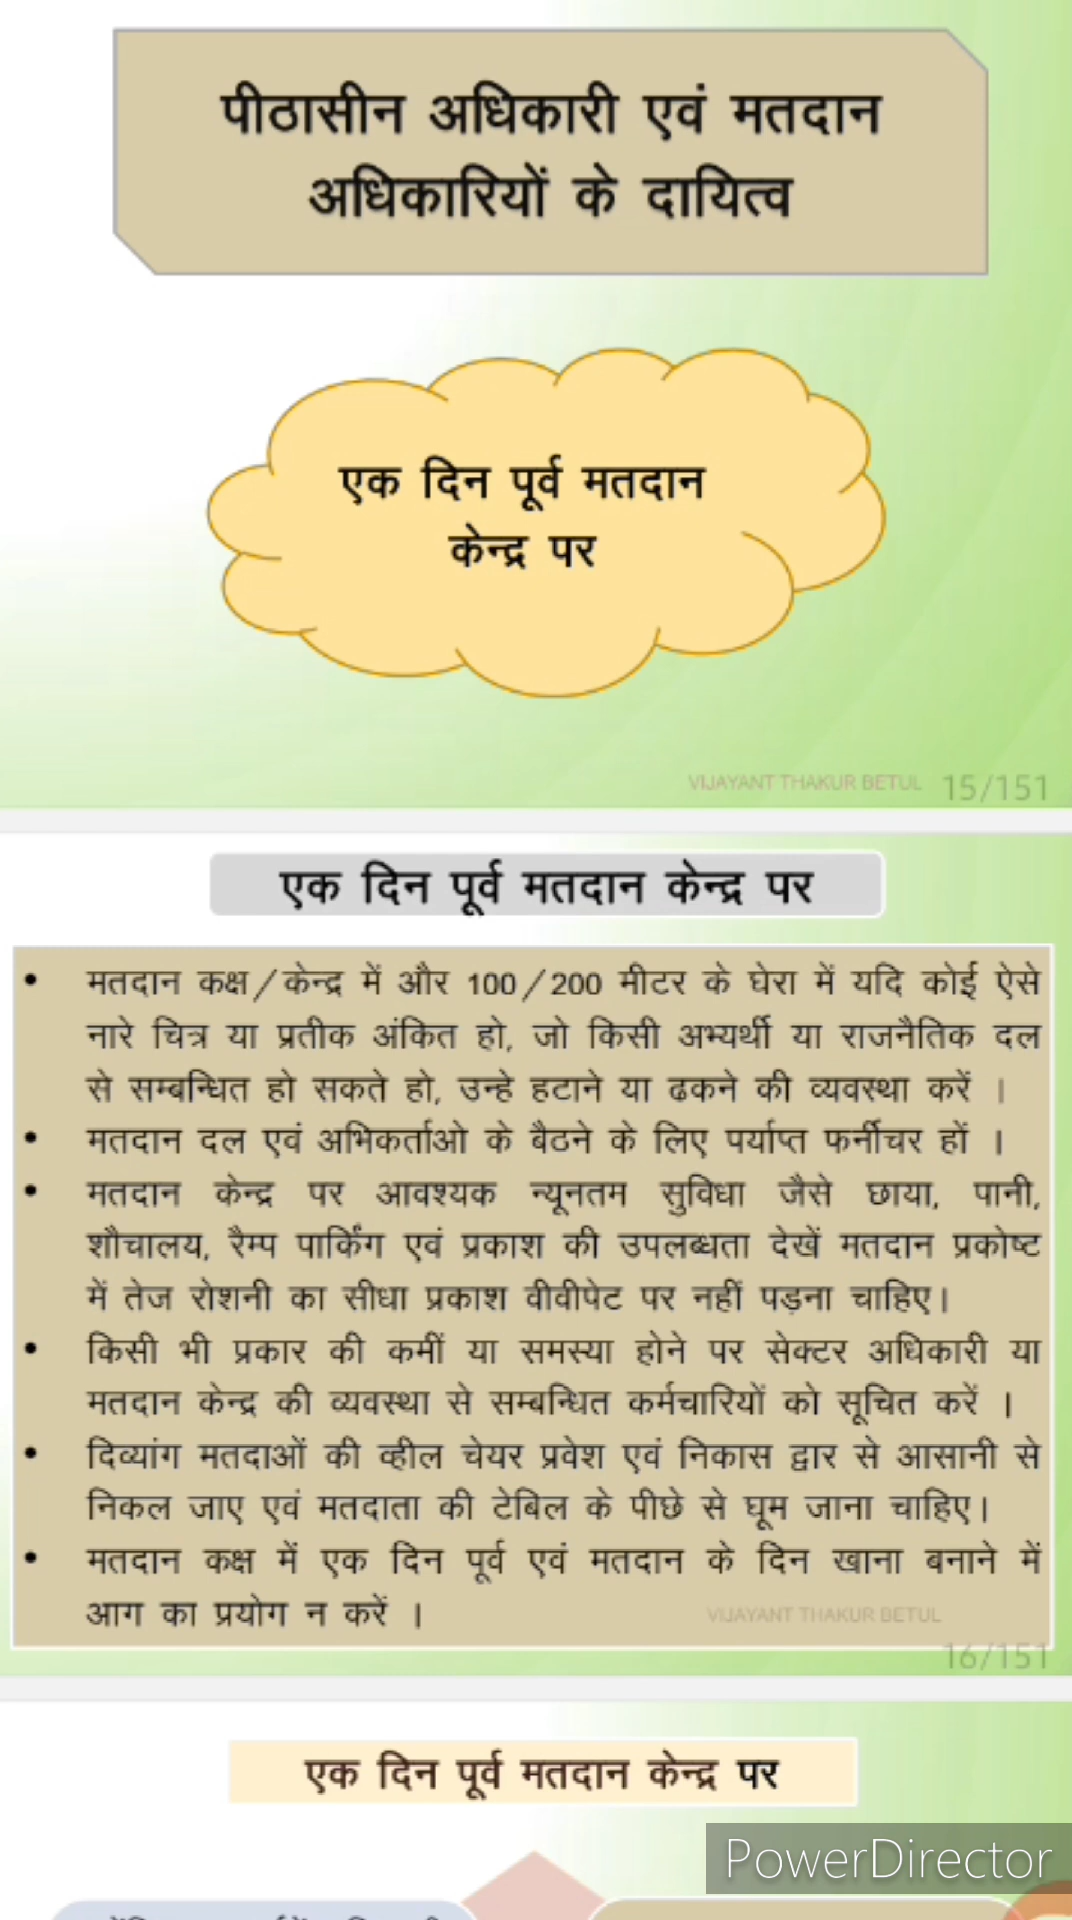 पीठासीन अधिकारी एवं मतदान
अधिकारियों के दायित्व
एक दिन पूर्व मतदान
केन्द्र पर
VIJAYANT THAKUR BETUL 15/151
एक दिन पूर्व मतदान केन्द्र पर
• मतदान कक्ष/केन्द्र में और 100/200 मीटर के घेरा में यदि कोई ऐसे
नारे चित्र या प्रतीक अंकित हो, जो किसी अभ्यर्थी या राजनैतिक दल
से सम्बन्धित हो सकते हो, उन्हे हटाने या ढकने की व्यवस्था करें ।
• मतदान दल एवं अभिकर्ताओ के बैठने के लिए पर्याप्त फर्नीचर हों ।
• मतदान केन्द्र पर आवश्यक न्यूनतम सुविधा जैसे छाया, पानी,
शौचालय, रैम्प पार्किंग एवं प्रकाश की उपलब्धता देखें मतदान प्रकोष्ट
में तेज रोशनी का सीधा प्रकाश वीवीपेट पर नहीं पड़ना चाहिए।
• किसी भी प्रकार की कमीं या समस्या होने पर सेक्टर अधिकारी या
मतदान केन्द्र की व्यवस्था से सम्बन्धित कर्मचारियों को सूचित करें ।
• दिव्यांग मतदाओं की व्हील चेयर प्रवेश एवं निकास द्वार से आसानी से
निकल जाए एवं मतदाता की टेबिल के पीछे से घूम जाना चाहिए।
• मतदान कक्ष में एक दिन पूर्व एवं मतदान के दिन खाना बनाने में
आग का प्रयोग न करें ।
VIJAYANT THAKUR BETUL
16/151
एक दिन पूर्व मतदान केन्द्र पर
PowerDirector